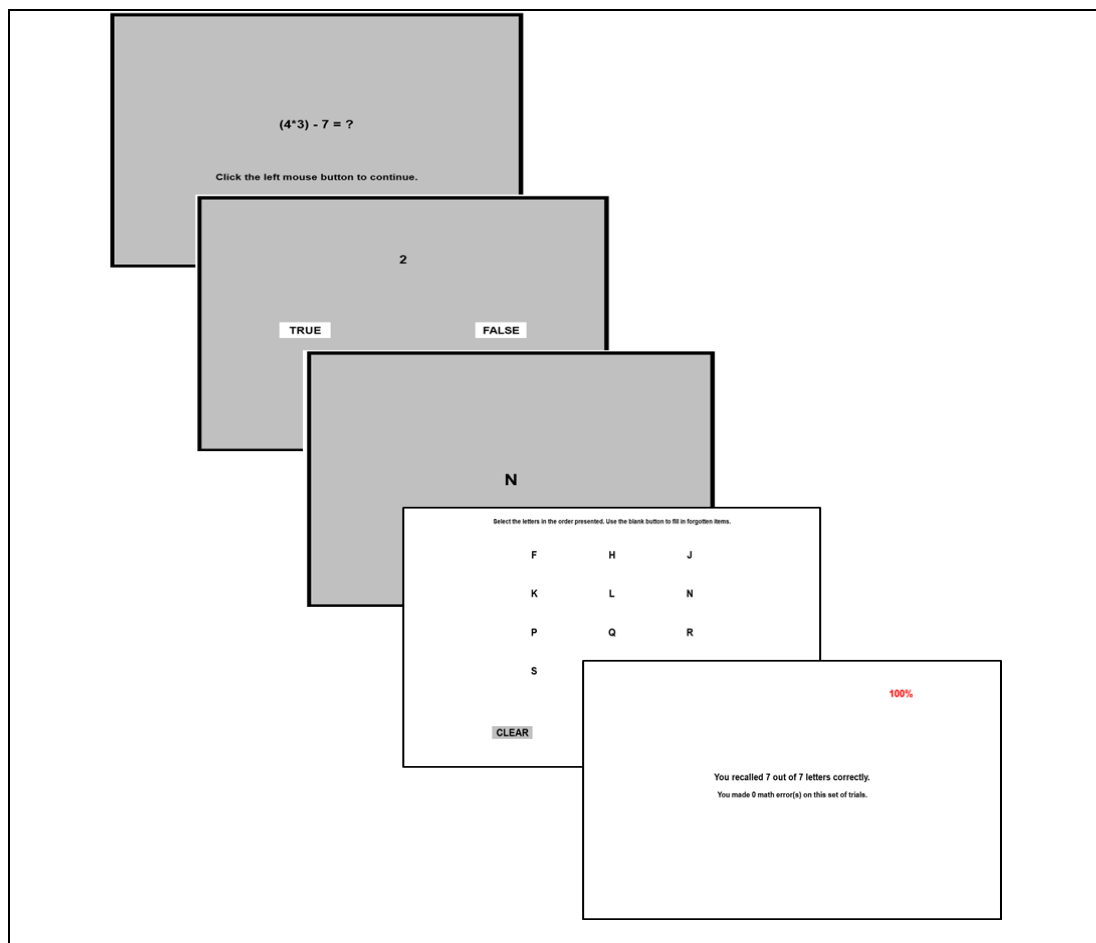 (4*3) - 7 = ?
Click the left mouse button to continue.
2
TRUE FALSE
N
Select the letters in the order presented. Use the blank button to fill in forgotten items.
F H J
K L N
P Q R
S
CLEAR
100%
You recalled 7 out of 7 letters correctly.
You made 0 math error(s) on this set of trials.